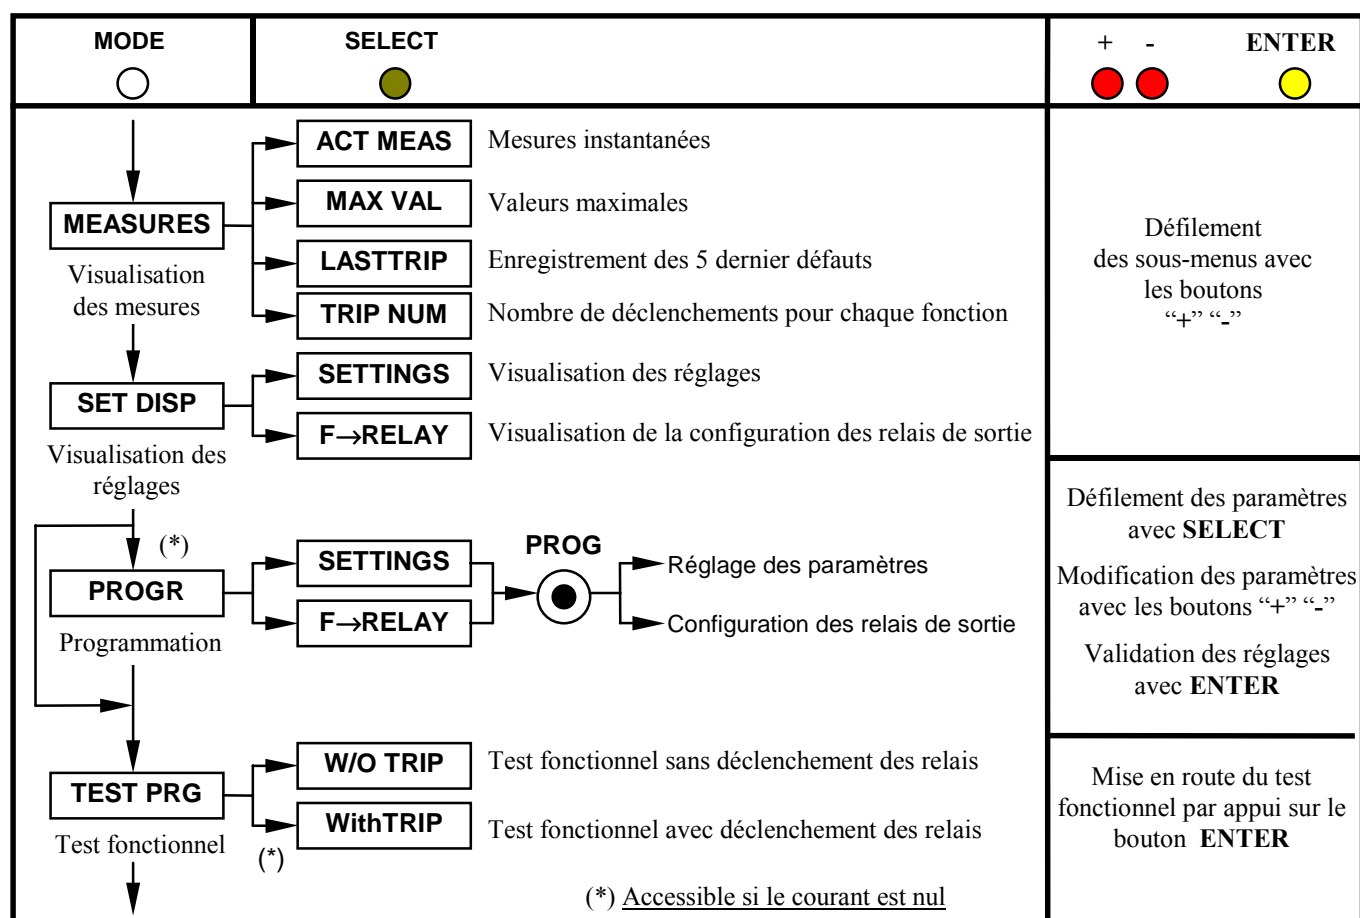 MODE
SELECT
+ - ENTER
ACT MEAS Mesures instantanées
MAX VAL Valeurs maximales
MEASURES
LASTTRIP Enregistrement des 5 dernier défauts
Visualisation
des mesures
TRIP NUM Nombre de déclenchements pour chaque fonction
Défilement
des sous-menus avec
les boutons
“+” “-”
SETTINGS Visualisation des réglages
SET DISP
F→RELAY Visualisation de la configuration des relais de sortie
Visualisation des
réglages
(*)
PROGR
Programmation
SETTINGS
F→RELAY
PROG
Réglage des paramètres
Configuration des relais de sortie
Défilement des paramètres
avec SELECT
Modification des paramètres
avec les boutons “+” “-”
Validation des réglages
avec ENTER
W/O TRIP Test fonctionnel sans déclenchement des relais
TEST PRG
WithTRIP Test fonctionnel avec déclenchement des relais
Test fonctionnel
(*)
Mise en route du test
fonctionnel par appui sur le
bouton ENTER
(*) Accessible si le courant est nul